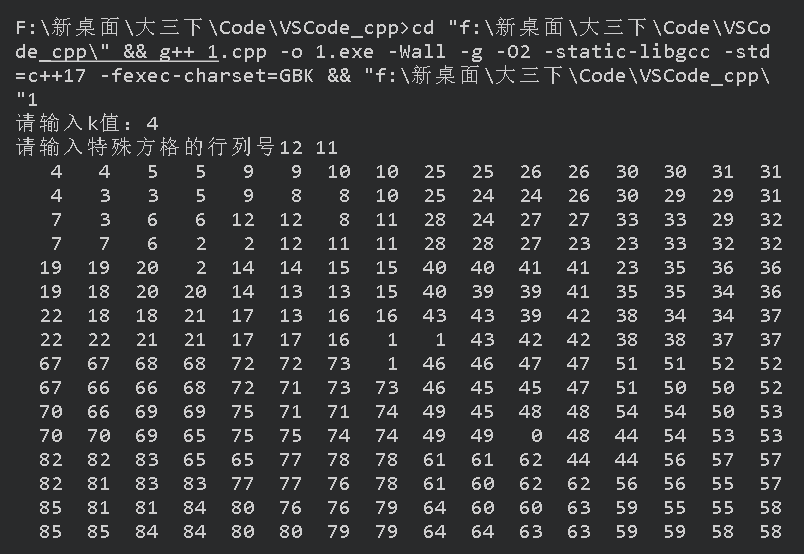 F:\新桌面\大三下\Code\VSCode_cpp>cd "f:\新桌面\大三下\Code\VSCo
de_cpp\" && g++ 1.cpp -o 1.exe -Wall -g -O2 -static-libgcc -std
=c++17 -fexec-charset=GBK && "f:\新桌面\大三下\Code\VSCode_cpp\
"1
请输入k值: 4
请输入特殊方格的行列号12 11
4 4 5 5 9 9 10 10 25 25 26 26 30 30 31 31
4 3 3 5 9 8 8 10 25 24 24 26 30 29 29 31
7 3 6 6 12 12 8 11 28 24 27 27 33 33 29 32
7 7 6 2 2 12 11 11 28 28 27 23 23 33 32 32
19 19 20 2 14 14 15 15 40 40 41 41 23 35 36 36
19 18 20 20 14 13 13 15 40 39 39 41 35 35 34 36
22 18 18 21 17 13 16 16 43 43 39 42 38 34 34 37
22 22 21 21 17 17 16 1 1 43 42 42 38 38 37 37
67 67 68 68 72 72 73 1 46 46 47 47 51 51 52 52
67 66 66 68 72 71 73 73 46 45 45 47 51 50 50 52
70 66 69 69 75 71 71 74 49 45 48 48 54 54 50 53
70 70 69 65 75 75 74 74 49 49 0 48 44 54 53 53
82 82 83 65 65 77 78 78 61 61 62 44 44 56 57 57
82 81 83 83 77 77 76 78 61 60 62 62 56 56 55 57
85 81 81 84 80 76 76 79 64 60 60 63 59 55 55 58
85 85 84 84 80 80 79 79 64 64 63 63 59 59 58 58